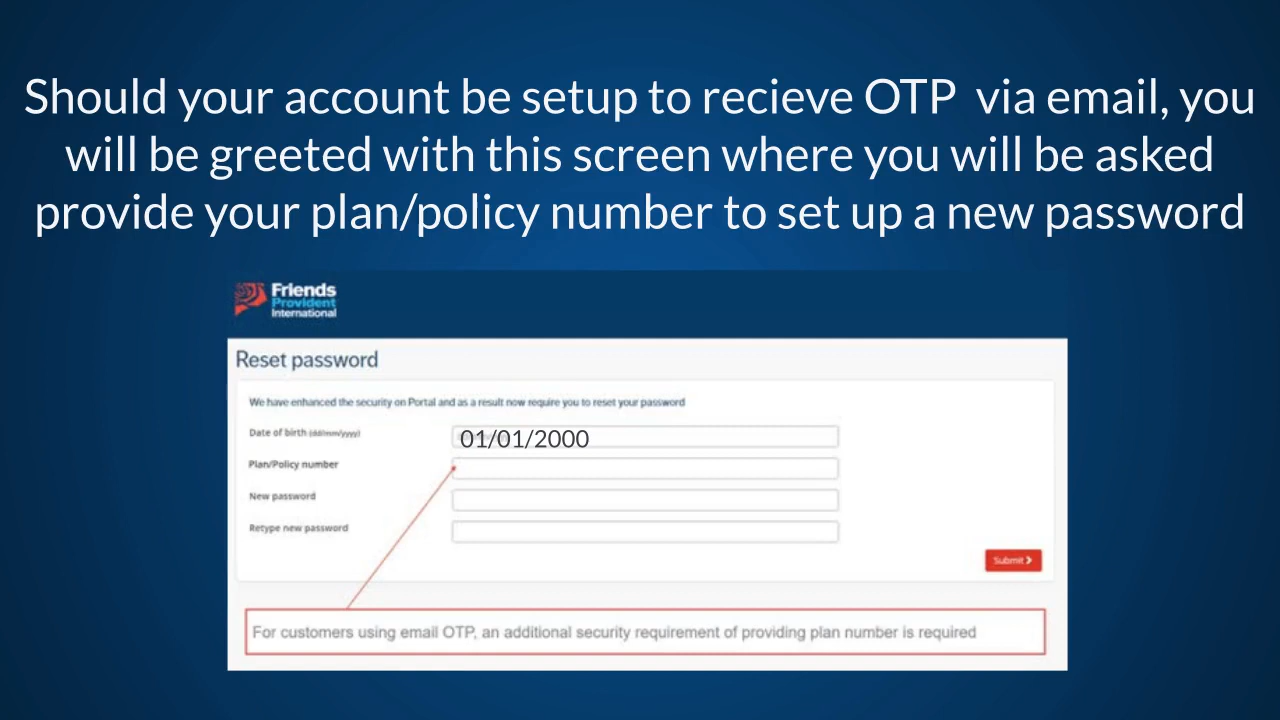 Should your account be setup to recieve OTP via email, you
will be greeted with this screen where you will be asked
provide your plan/policy number to set up a new password
Friends
Provident
International
Reset password
We have enhanced the security on Portal and as a result now require you to reset your password
Date of birth (dd/mm/yyyy)
01/01/2000
Plan/Policy number
New password
Retype new password
Submit
For customers using email OTP, an additional security requirement of providing plan number is required